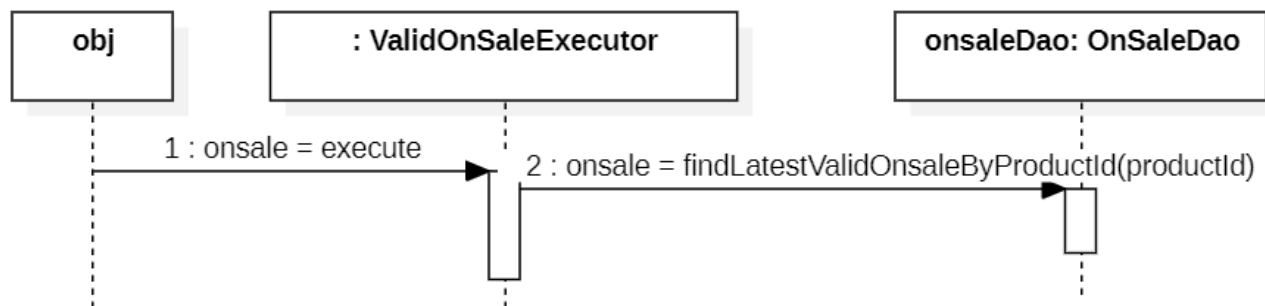 obj
: ValidOnSaleExecutor
onsaleDao: OnSaleDao
1 : onsale = execute
2 : onsale = findLatestValidOnsaleByProductId(productId)